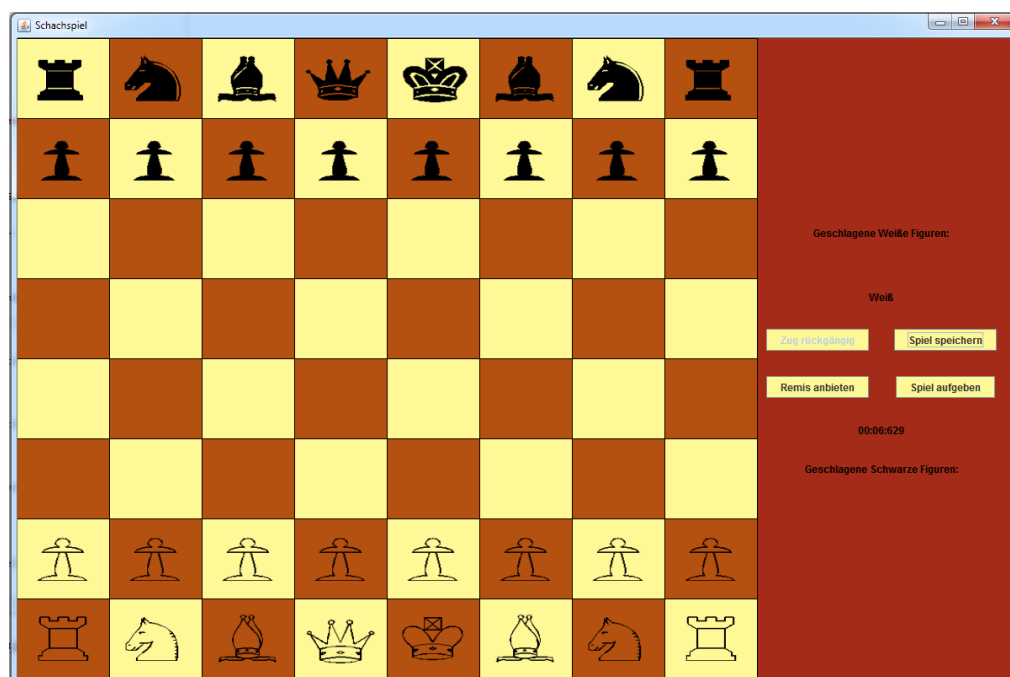 Schachspiel
Geschlagene Weiße Figuren:
Weiß
Zug rückgängig
Spiel speichern
Remis anbieten
Spiel aufgeben
00:06:629
Geschlagene Schwarze Figuren: